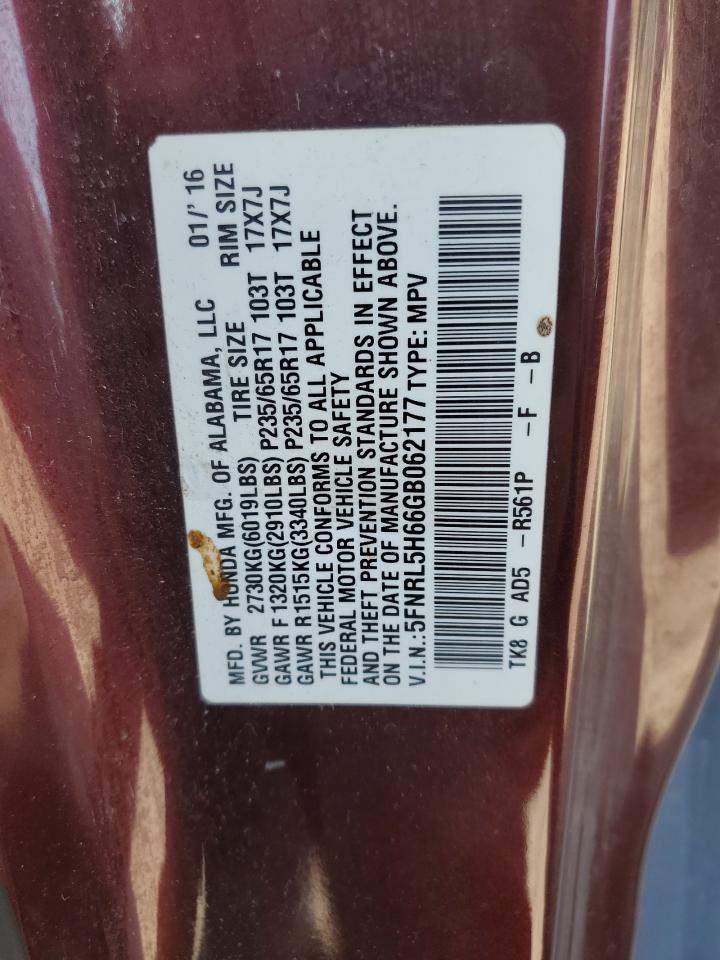 MFD. BY HONDA MFG. OF ALABAMA, LLC 01/'16
TIRE SIZE RIM SIZE
GVWR 2730KG(6019LBS)
GAWR F 1320KG(2910LBS) P235/65R17 103T 17X7J
GAWR R1515KG(3340LBS) P235/65R17 103T 17X7J
THIS VEHICLE CONFORMS TO ALL APPLICABLE
FEDERAL MOTOR VEHICLE SAFETY
AND THEFT PREVENTION STANDARDS IN EFFECT
ON THE DATE OF MANUFACTURE SHOWN ABOVE.
V.I.N.:5FNRL5H66GB062177 TYPE: MPV
TK8 G AD5 -R561P -F -B